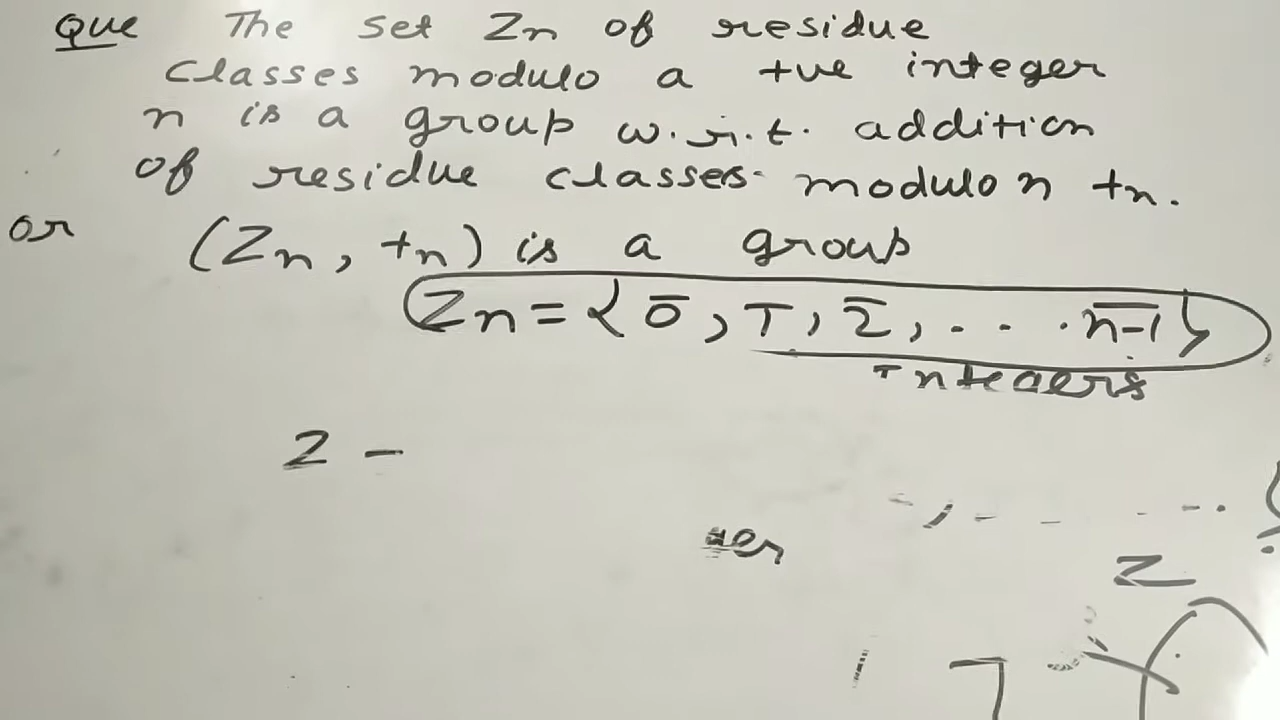 Que The set Zn of residue
classes modulo a +ve integer
n is a group w.r.t. addition
of residue classes modulo n +n.
or (Zn, +n) is a group
Zn = {0̅, 1̅, 2̅, . . . n̅-̅1̅}
Integers
Z -
Z